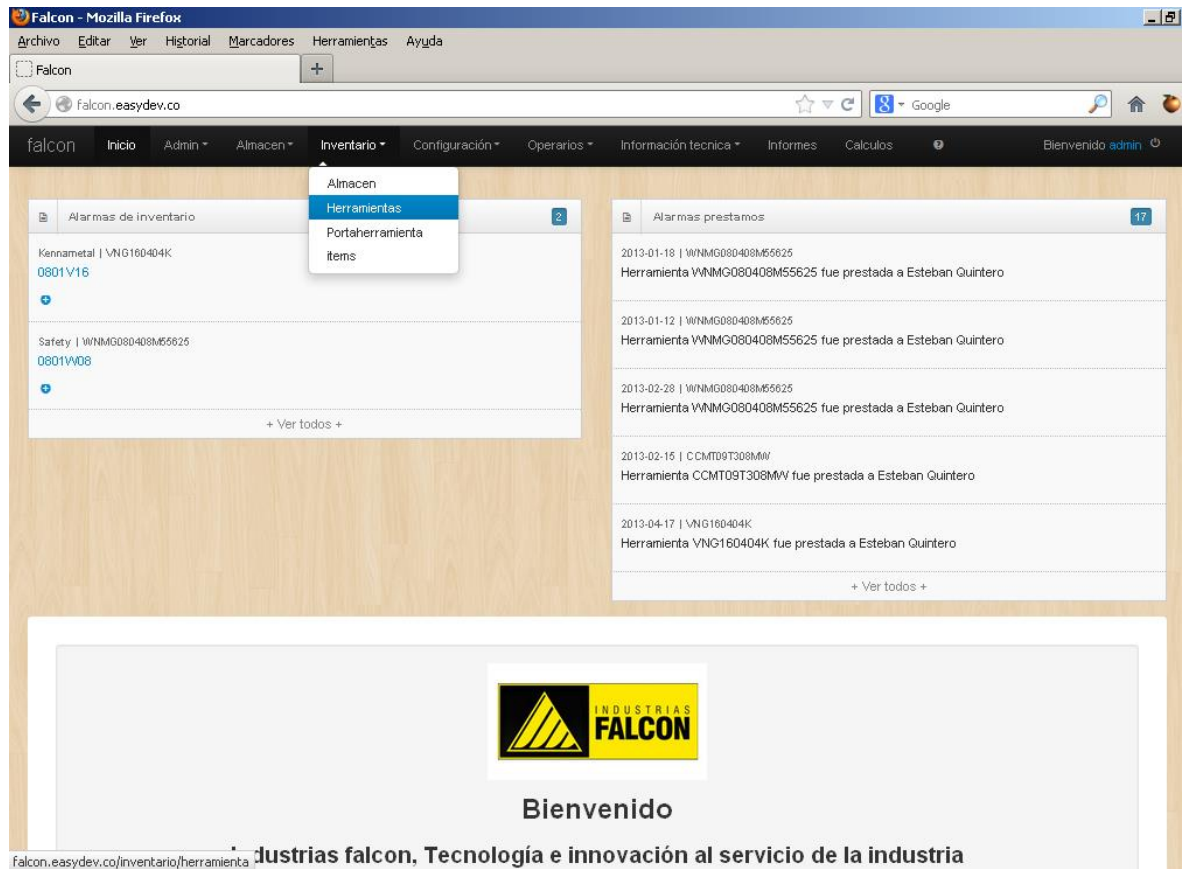 Falcon - Mozilla Firefox
Archivo Editar Ver Historial Marcadores Herramientas Ayuda
Falcon
falcon.easydev.co
Google
falcon Inicio Admin Almacen Inventario Configuración Operarios Información tecnica Informes Calculos Bienvenido admin
Almacen
Herramientas
Portaherramienta
items
Alarmas de inventario 2
Kennametal | VNG160404K
0801V16
Safety | WNMG080408M55625
0801W08
+ Ver todos +
Alarmas prestamos 17
2013-01-18 | WNMG080408M55625
Herramienta WNMG080408M55625 fue prestada a Esteban Quintero
2013-01-12 | WNMG080408M55625
Herramienta WNMG080408M55625 fue prestada a Esteban Quintero
2013-02-28 | WNMG080408M55625
Herramienta WNMG080408M55625 fue prestada a Esteban Quintero
2013-02-15 | CCMT09T308MW
Herramienta CCMT09T308MW fue prestada a Esteban Quintero
2013-04-17 | VNG160404K
Herramienta VNG160404K fue prestada a Esteban Quintero
+ Ver todos +
INDUSTRIAS
FALCON
Bienvenido
dustrias falcon, Tecnología e innovación al servicio de la industria
falcon.easydev.co/inventario/herramienta